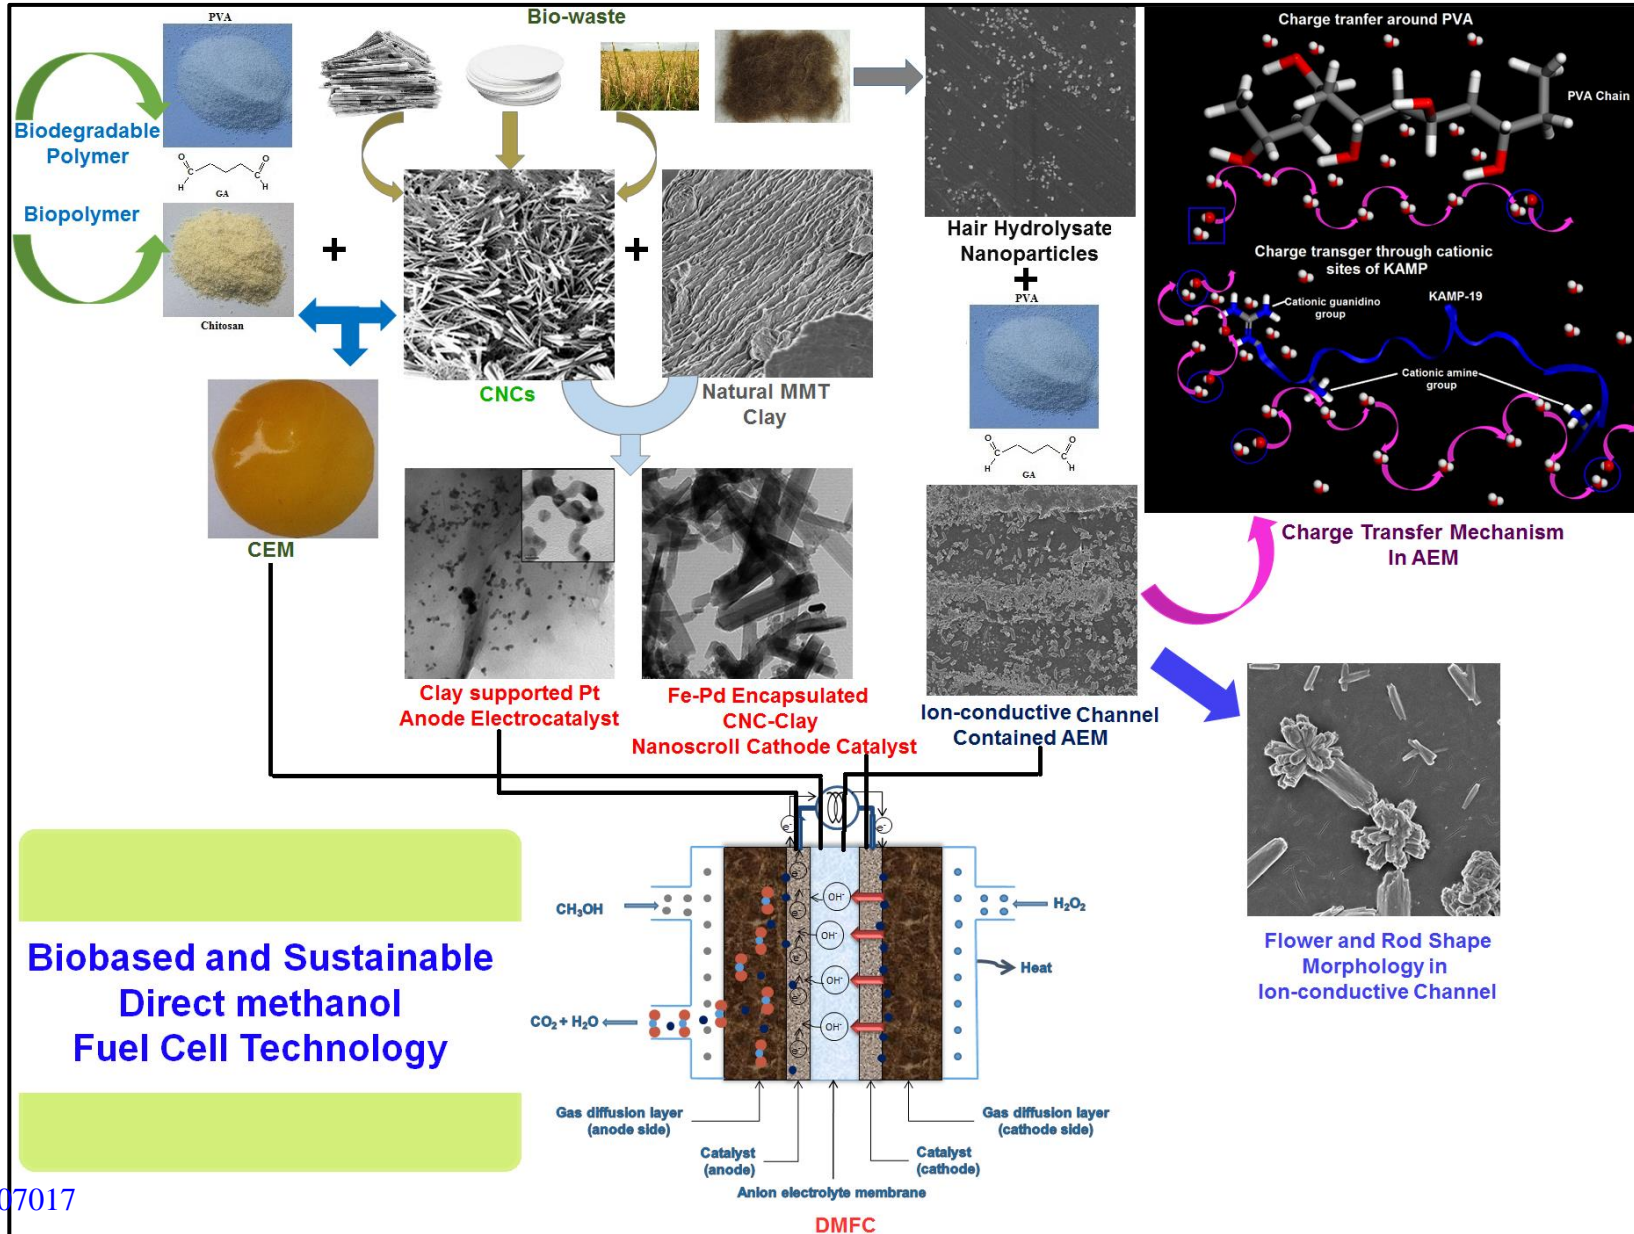 PVA
Bio-waste
Biodegradable
Polymer
O
C
H
O
C
H
GA
Biopolymer
+
+
Chitosan
CNCs
Natural MMT
Clay
CEM
Hair Hydrolysate
Nanoparticles
+
PVA
O
C
H
O
C
H
GA
Charge tranfer around PVA
PVA Chain
Charge transger through cationic
sites of KAMP
Cationic guanidino
group
KAMP-19
Cationic amine
group
Charge Transfer Mechanism
In AEM
Clay supported Pt
Anode Electrocatalyst
Fe-Pd Encapsulated
CNC-Clay
Nanoscroll Cathode Catalyst
Ion-conductive Channel
Contained AEM
Flower and Rod Shape
Morphology in
Ion-conductive Channel
Biobased and Sustainable
Direct methanol
Fuel Cell Technology
e⁻
e⁻
CH₃OH
H₂O₂
Heat
CO₂ + H₂O
e⁻
e⁻
e⁻
e⁻
e⁻
e⁻
OH⁻
OH⁻
OH⁻
OH⁻
Gas diffusion layer
(anode side)
Catalyst
(anode)
Anion electrolyte membrane
Catalyst
(cathode)
Gas diffusion layer
(cathode side)
DMFC
07017